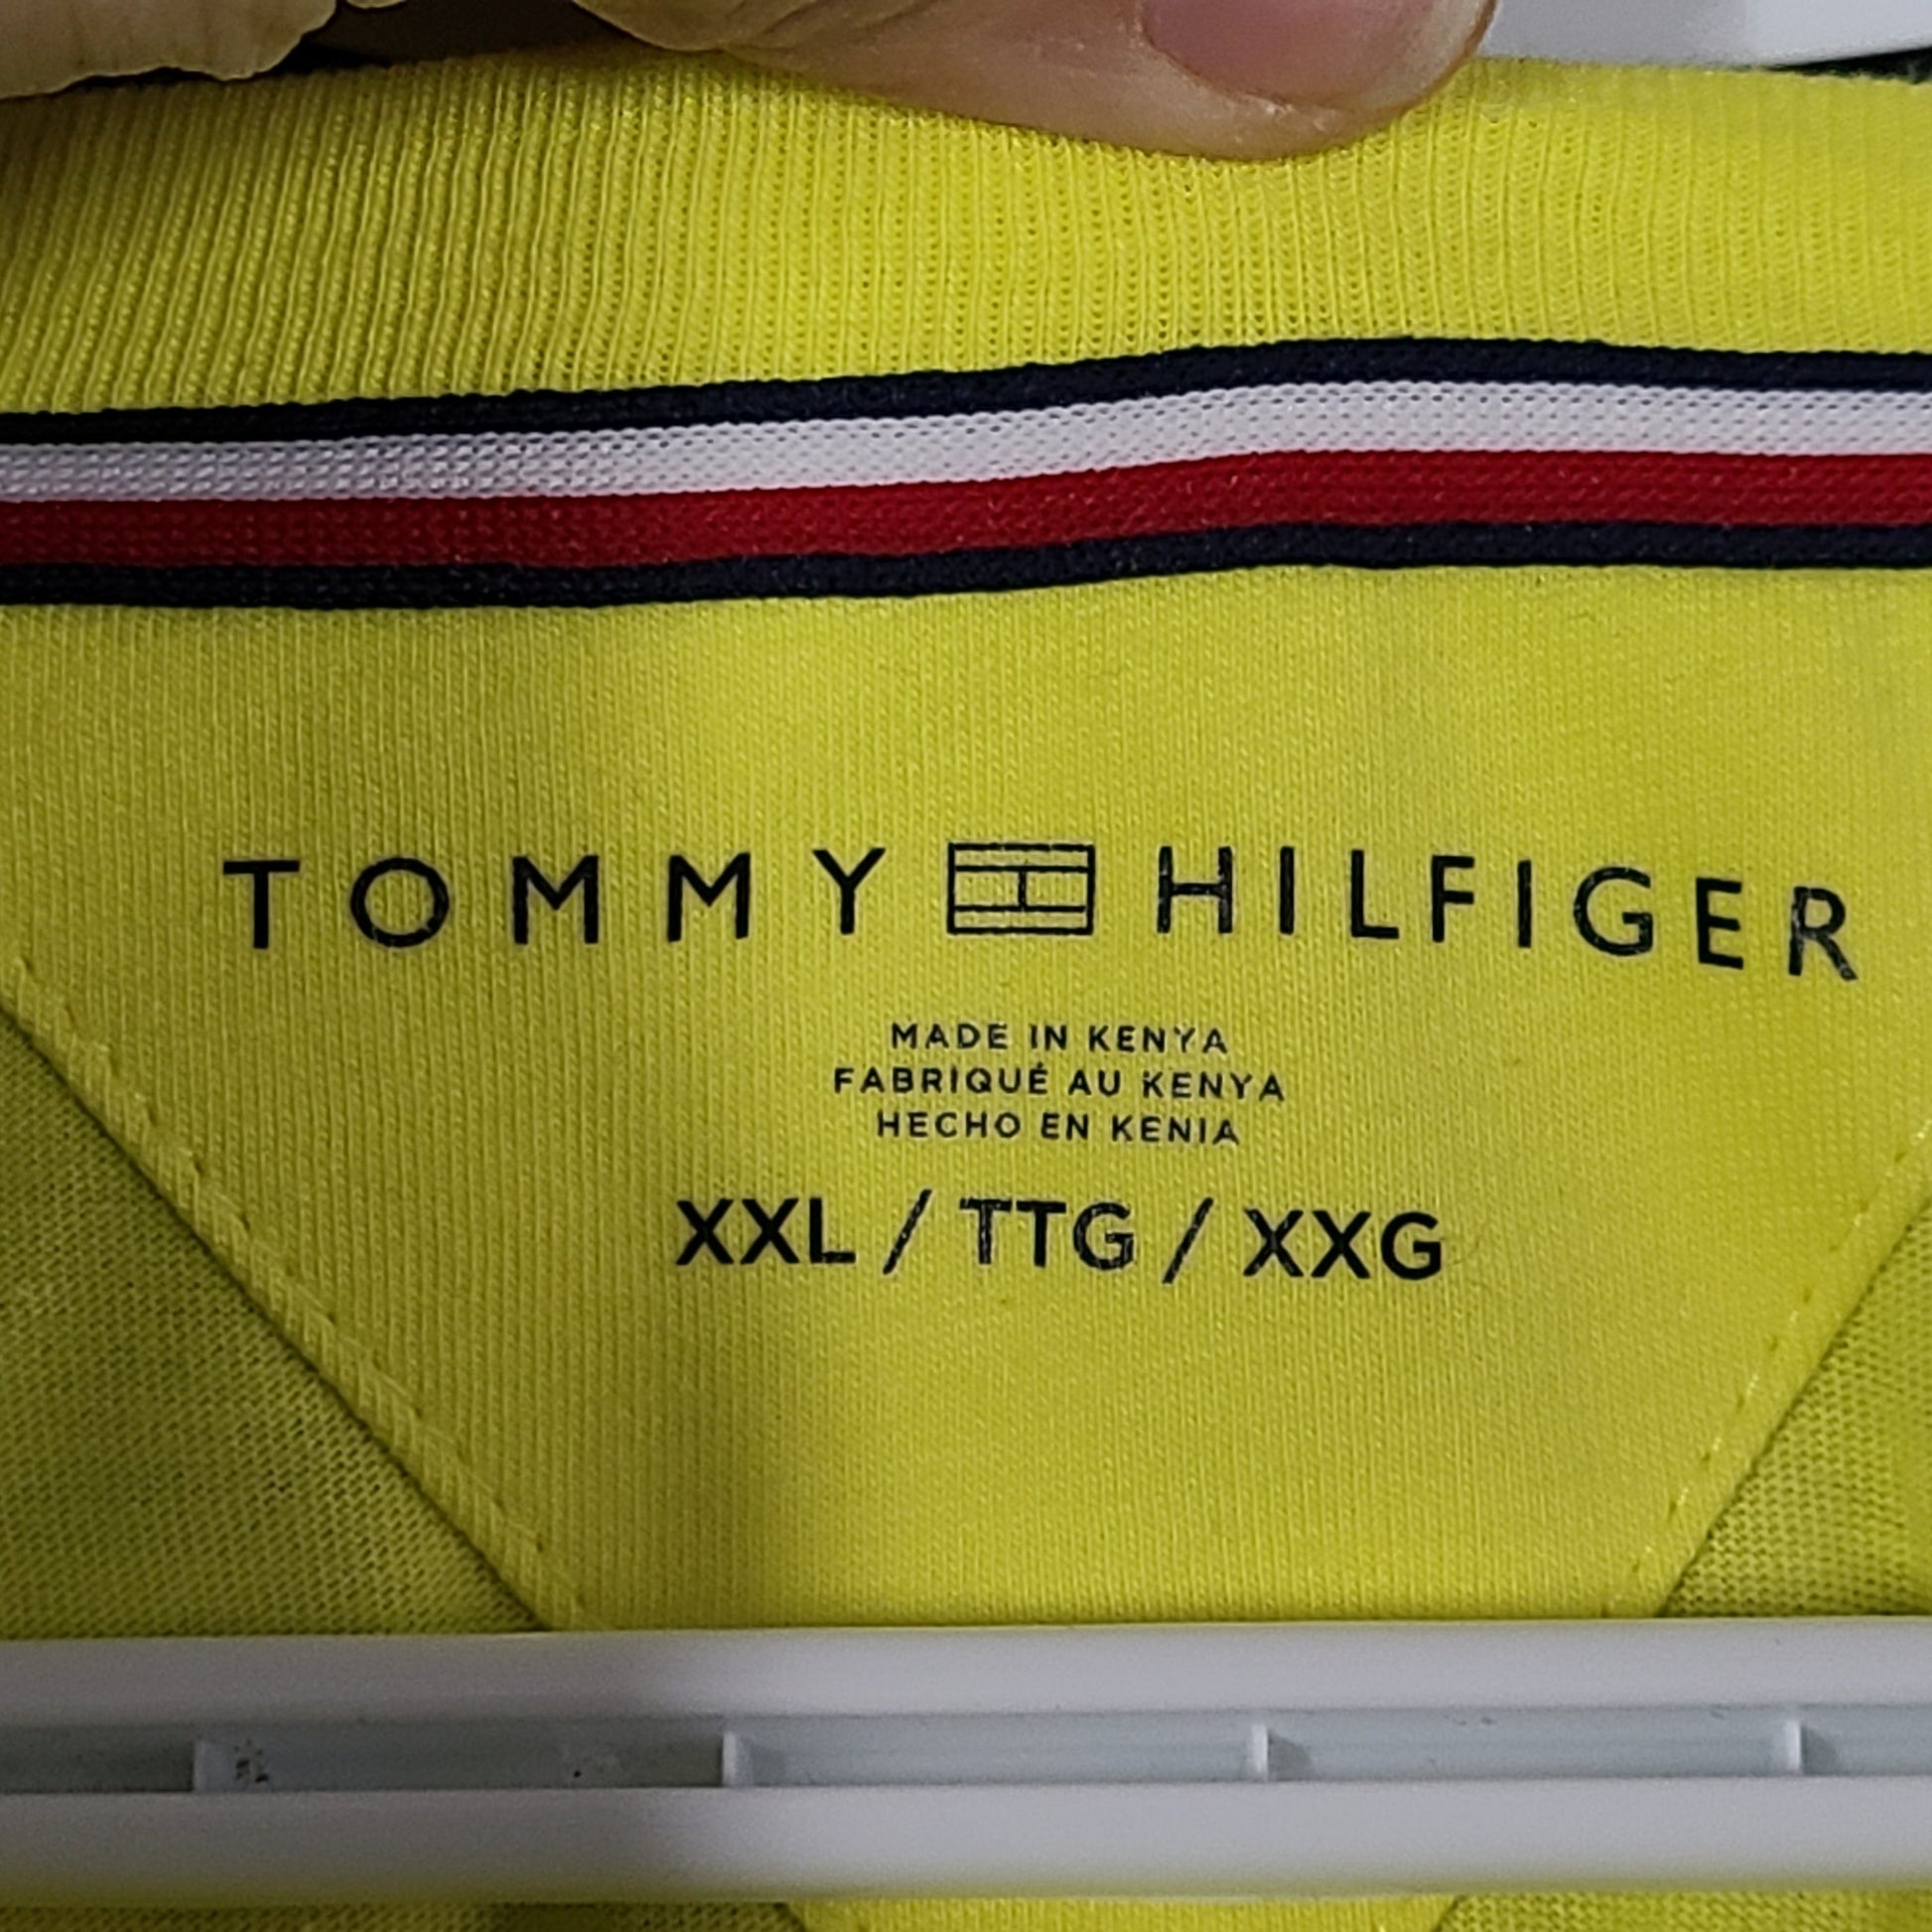 TOMMY HILFIGER
MADE IN KENYA
FABRIQUÉ AU KENYA
HECHO EN KENIA
XXL / TTG / XXG